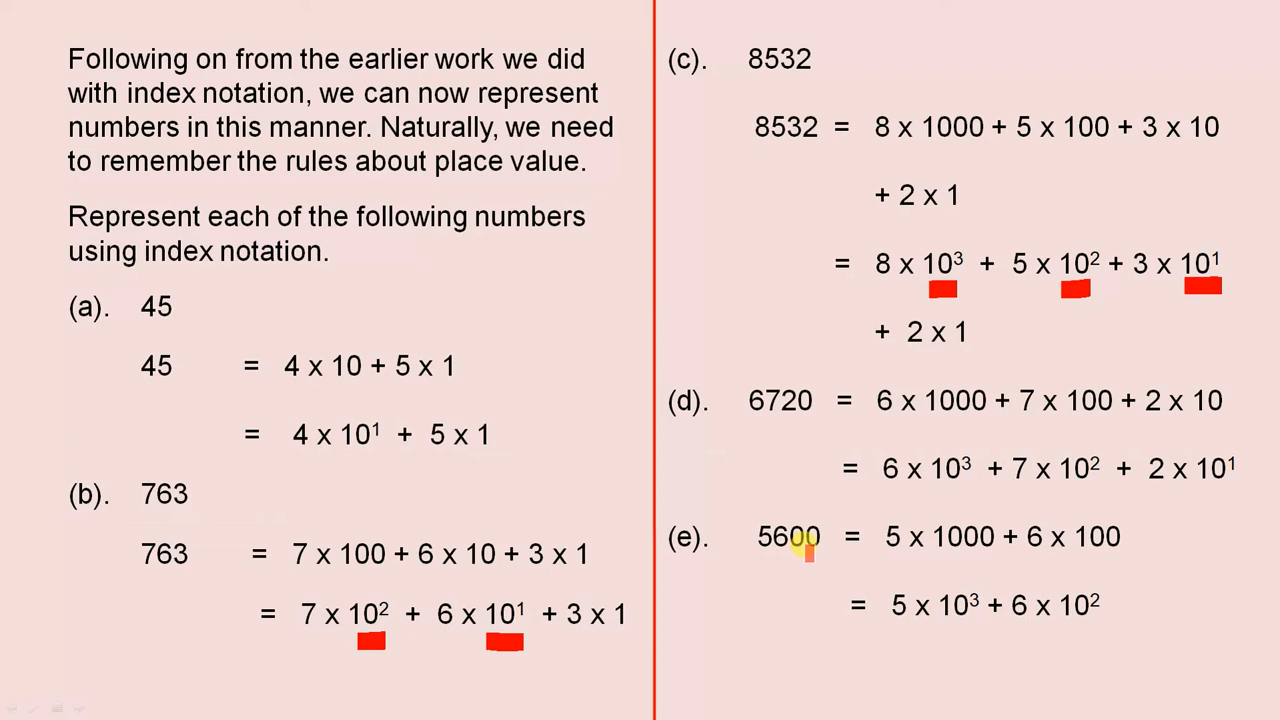 Following on from the earlier work we did
with index notation, we can now represent
numbers in this manner. Naturally, we need
to remember the rules about place value.
Represent each of the following numbers
using index notation.
(a). 45
45 = 4 x 10 + 5 x 1
= 4 x 10¹ + 5 x 1
(b). 763
763 = 7 x 100 + 6 x 10 + 3 x 1
= 7 x 10² + 6 x 10¹ + 3 x 1
(c). 8532
8532 = 8 x 1000 + 5 x 100 + 3 x 10
+ 2 x 1
= 8 x 10³ + 5 x 10² + 3 x 10¹
+ 2 x 1
(d). 6720 = 6 x 1000 + 7 x 100 + 2 x 10
= 6 x 10³ + 7 x 10² + 2 x 10¹
(e). 5600 = 5 x 1000 + 6 x 100
= 5 x 10³ + 6 x 10²